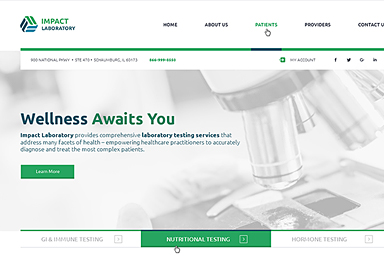 IMPACT
LABORATORY
HOME
ABOUT
PATIENTS
PROVIDERS
CONTACT U
900 NATIONAL PKWY • STE 475 • SCHAUMBURG, IL 60173
MY ACCOUNT
Wellness Awaits You
Impact Laboratory provides comprehensive laboratory testing services that
address many facets of health – empowering healthcare practitioners to accurately
diagnose and treat the most complex patients.
Learn More
GI & IMMUNE TESTING
NUTRITIONAL TESTING
HORMONE TESTING